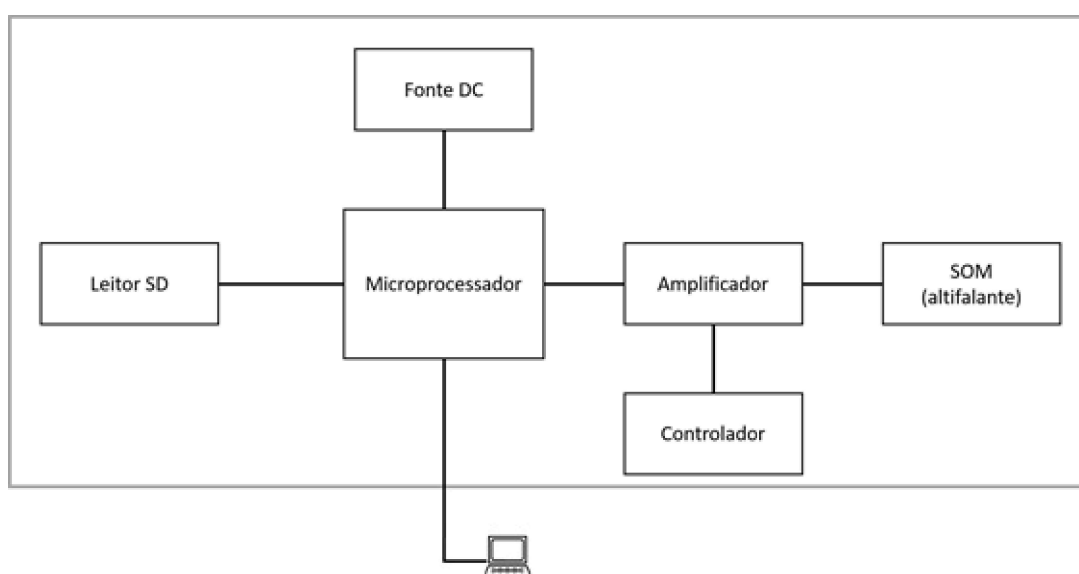 Fonte DC
Leitor SD
Microprocessador
Amplificador
SOM
(altifalante)
Controlador